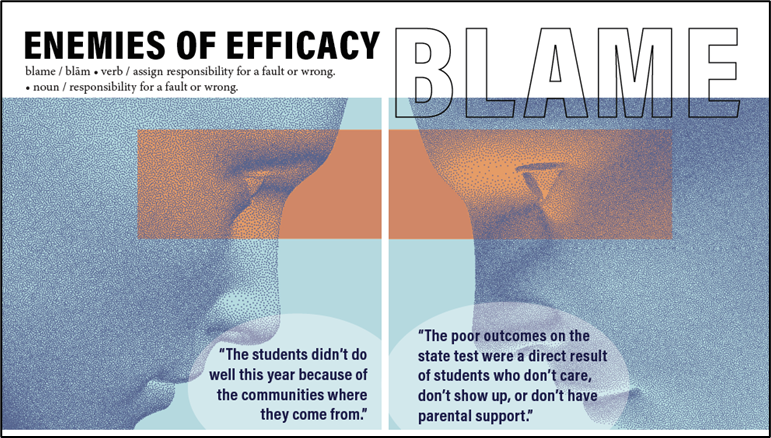 ENEMIES OF EFFICACY
BLAME
blame / blām • verb / assign responsibility for a fault or wrong.
• noun / responsibility for a fault or wrong.
“The students didn’t do
well this year because of
the communities where
they come from.”
“The poor outcomes on the
state test were a direct result
of students who don’t care,
don’t show up, or don’t have
parental support.”